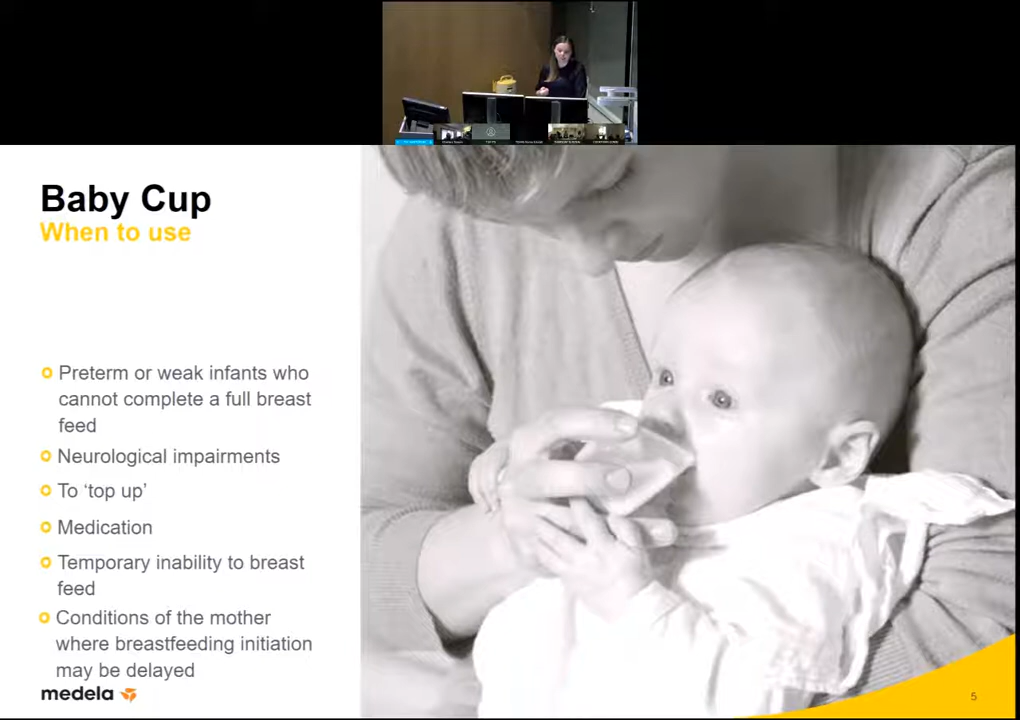 Baby Cup
When to use
Preterm or weak infants who
cannot complete a full breast
feed
Neurological impairments
To ‘top up’
Medication
Temporary inability to breast
feed
Conditions of the mother
where breastfeeding initiation
may be delayed
medela
5